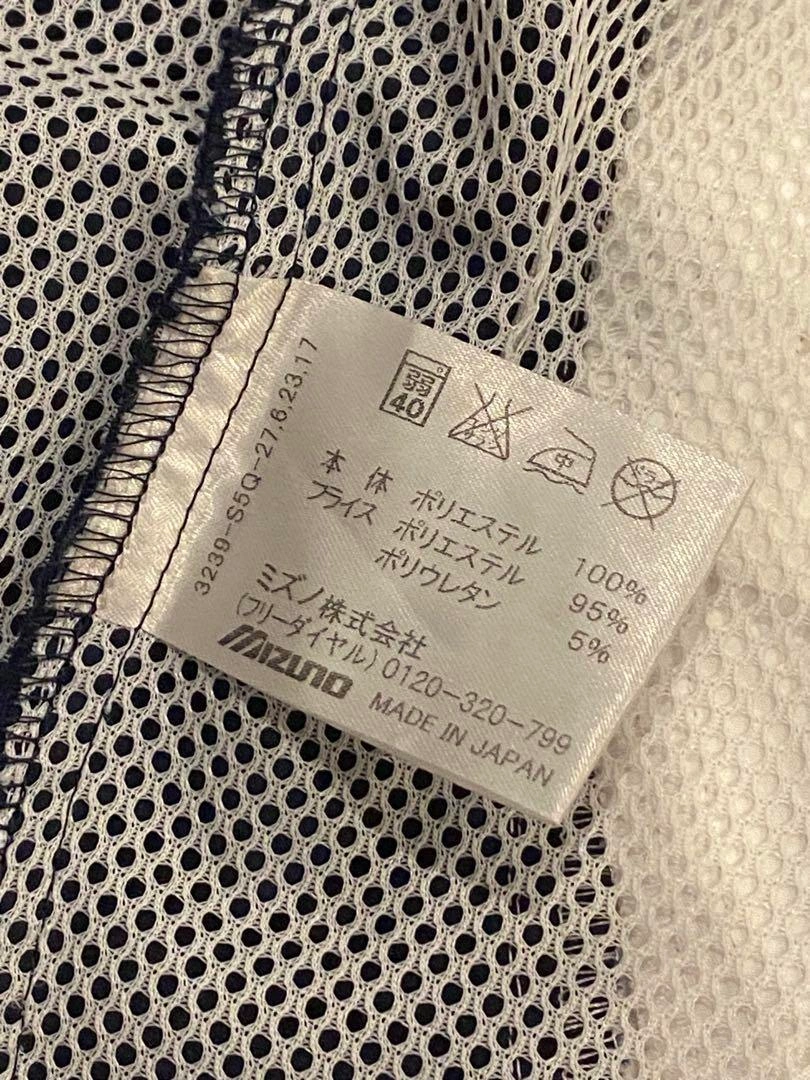 3239-S5Q-27.6.23.17
弱
40
エンソ
中
ドライ
本体 ポリエステル 100%
フライス ポリエステル 95%
ポリウレタン 5%
ミズノ株式会社
(フリーダイヤル)0120-320-799
MIZUNO MADE IN JAPAN